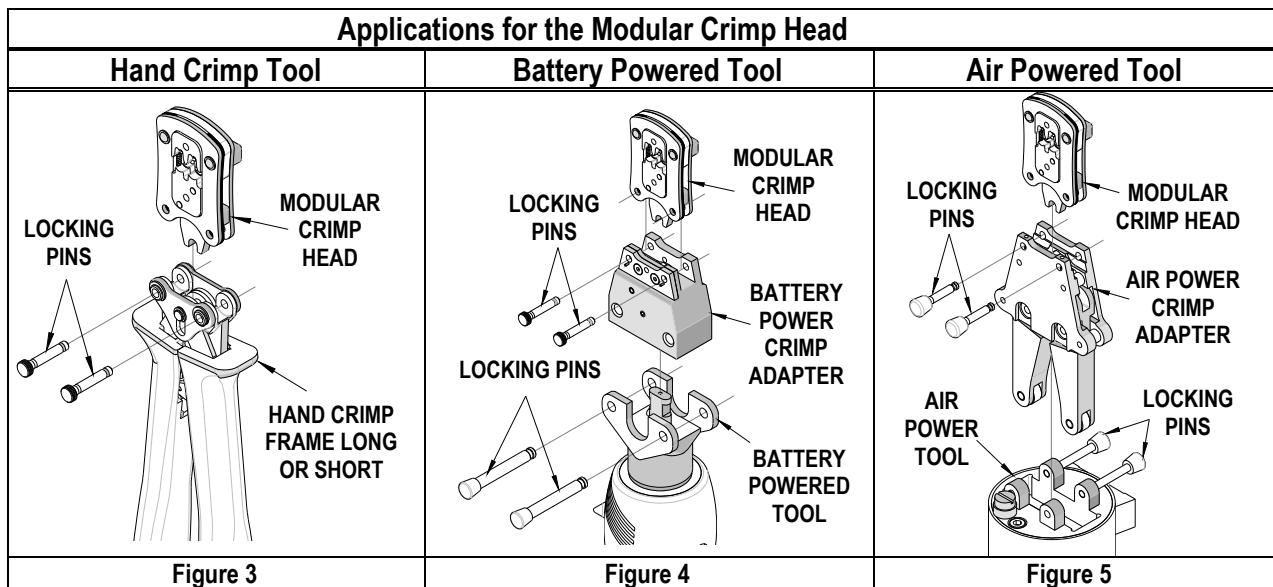 Applications for the Modular Crimp Head
Hand Crimp Tool
Battery Powered Tool
Air Powered Tool
LOCKING
PINS
MODULAR
CRIMP
HEAD
HAND CRIMP
FRAME LONG
OR SHORT
LOCKING
PINS
MODULAR
CRIMP
HEAD
BATTERY
POWER
CRIMP
ADAPTER
LOCKING PINS
BATTERY
POWERED
TOOL
LOCKING
PINS
MODULAR
CRIMP HEAD
AIR POWER
CRIMP
ADAPTER
AIR
POWER
TOOL
LOCKING
PINS
Figure 3
Figure 4
Figure 5